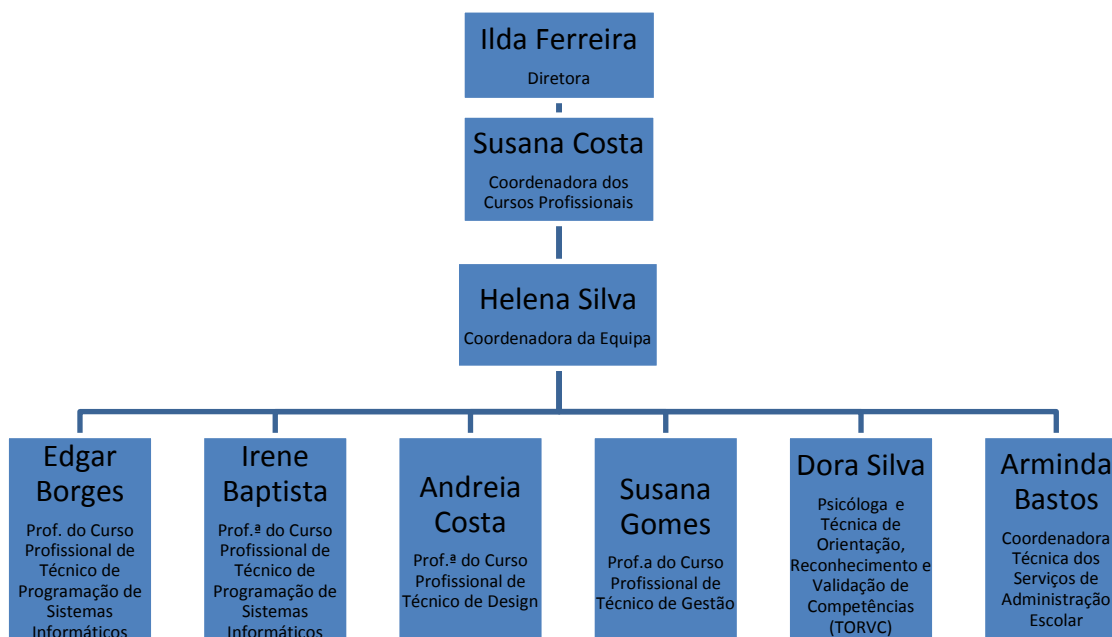 Ilda Ferreira
Diretora
Susana Costa
Coordenadora dos
Cursos Profissionais
Helena Silva
Coordenadora da Equipa
Edgar
Borges
Prof. do Curso
Profissional de
Técnico de
Programação de
Sistemas
Informáticos
Irene
Baptista
Prof.ª do Curso
Profissional de
Técnico de
Programação de
Sistemas
Informáticos
Andreia
Costa
Prof.ª do Curso
Profissional de
Técnico de Design
Susana
Gomes
Prof.a do Curso
Profissional de
Técnico de Gestão
Dora Silva
Psicóloga e
Técnica de
Orientação,
Reconhecimento e
Validação de
Competências
(TORVC)
Arminda
Bastos
Coordenadora
Técnica dos
Serviços de
Administração
Escolar